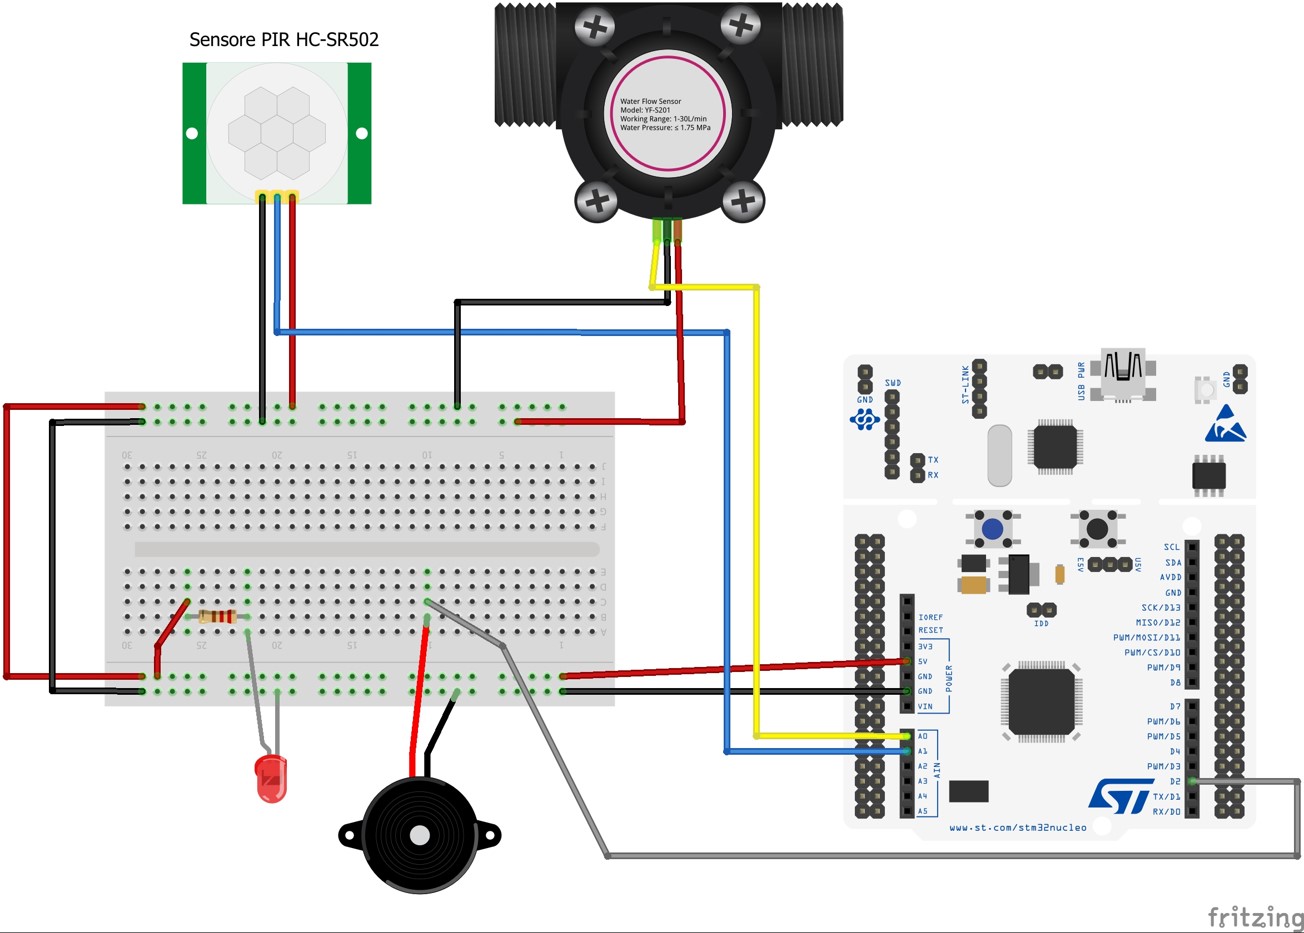 Sensore PIR HC-SR502
Water Flow Sensor
Model: YF-S201
Working Range: 1-30L/min
Water Pressure: ≤ 1.75 MPa
GND
SWD
ST-LINK
USB PWR
GND
TX
RX
30 25 20 15 10 5 1
J
I
H
G
F
E
D
C
B
A
30 25 20 15 1
E5V
U5V
IDD
IOREF
RESET
3V3
5V
GND
GND
VIN
POWER
A0
A1
A2
A3
A4
A5
AIN
SCL
SDA
AVDD
GND
SCK/D13
MISO/D12
PWM/MOSI/D11
PWM/CS/D10
PWM/D9
D8
D7
PWM/D6
PWM/D5
D4
PWM/D3
D2
TX/D1
RX/D0
ST
www.st.com/stm32nucleo
fritzing